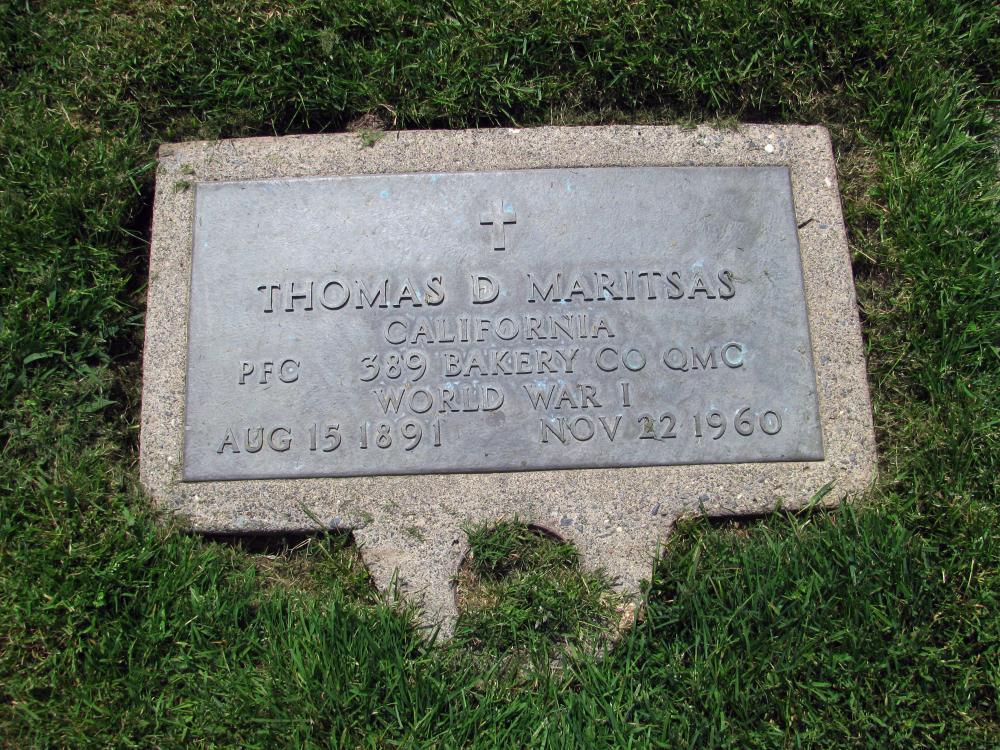 THOMAS D MARITSAS
CALIFORNIA
PFC 389 BAKERY CO QMC
WORLD WAR I
AUG 15 1891 NOV 22 1960